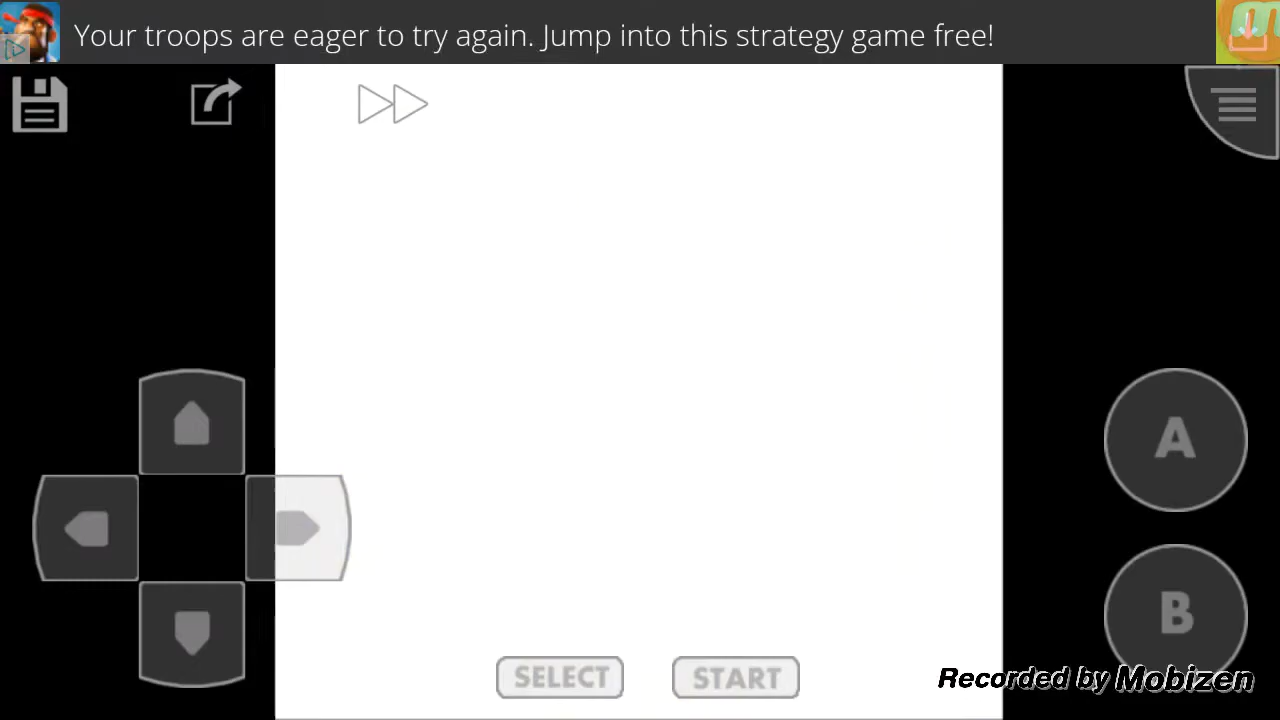 Your troops are eager to try again. Jump into this strategy game free!
A
B
SELECT
START
Recorded by Mobizen